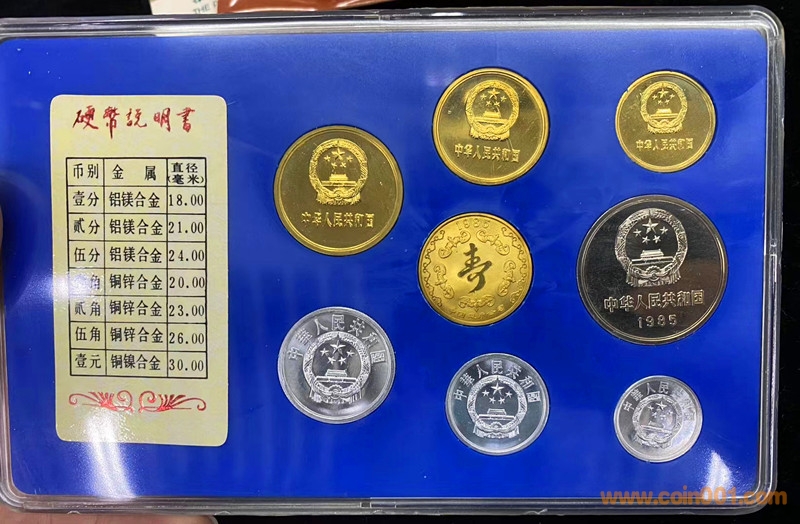 硬幣說明書
币别 金属 直径(毫米)
壹分 铝镁合金 18.00
贰分 铝镁合金 21.00
伍分 铝镁合金 24.00
角 铜锌合金 20.00
贰角 铜锌合金 23.00
伍角 铜锌合金 26.00
壹元 铜镍合金 30.00
中华人民共和国
中华人民共和国
中华人民共和国
寿
中华人民共和国
1985
中华人民共和国
中华人民共和国
中华人民共和国
www.coin001.com